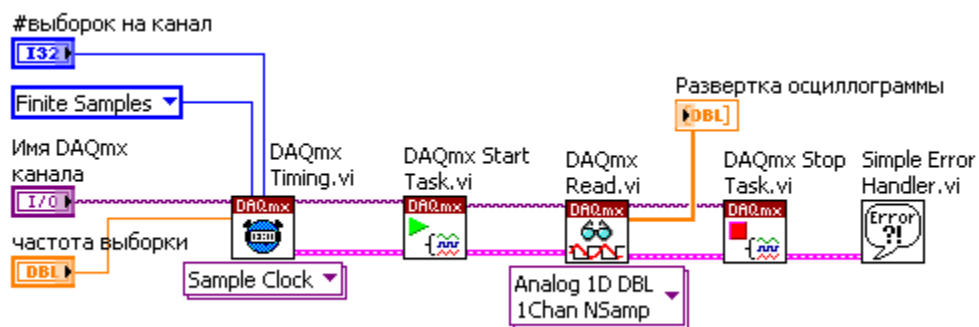 #выборок на канал
I32
Finite Samples
Имя DAQmx
канала
I/O
частота выборки
DBL
DAQmx
Timing.vi
DAQmx
Sample Clock
DAQmx Start
Task.vi
DAQmx
DAQmx
Read.vi
DAQmx
Analog 1D DBL
1Chan NSamp
Развертка осциллограммы
[DBL]
DAQmx Stop
Task.vi
DAQmx
Simple Error
Handler.vi
Error
?!